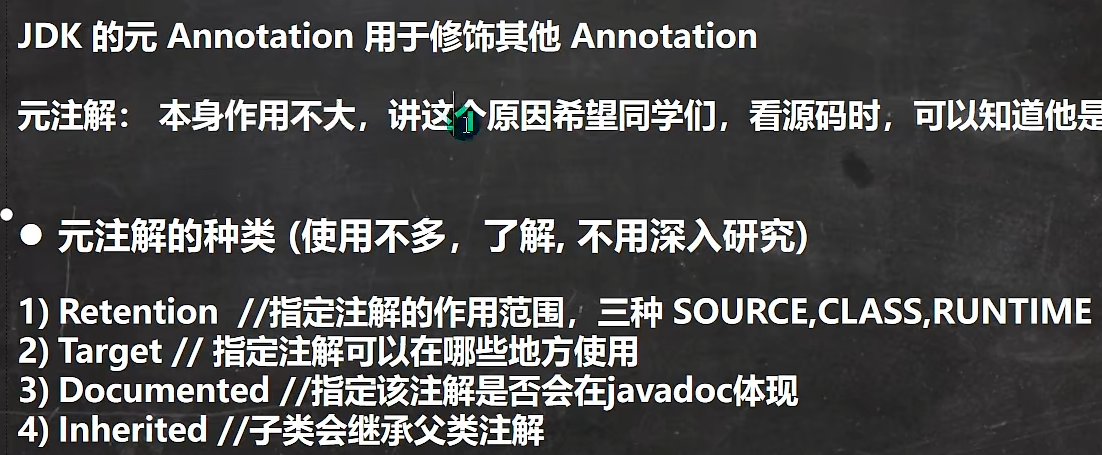 JDK 的元 Annotation 用于修饰其他 Annotation
元注解： 本身作用不大，讲这个原因希望同学们，看源码时，可以知道他是
● 元注解的种类 (使用不多，了解, 不用深入研究)
1) Retention //指定注解的作用范围，三种 SOURCE,CLASS,RUNTIME
2) Target // 指定注解可以在哪些地方使用
3) Documented //指定该注解是否会在javadoc体现
4) Inherited //子类会继承父类注解